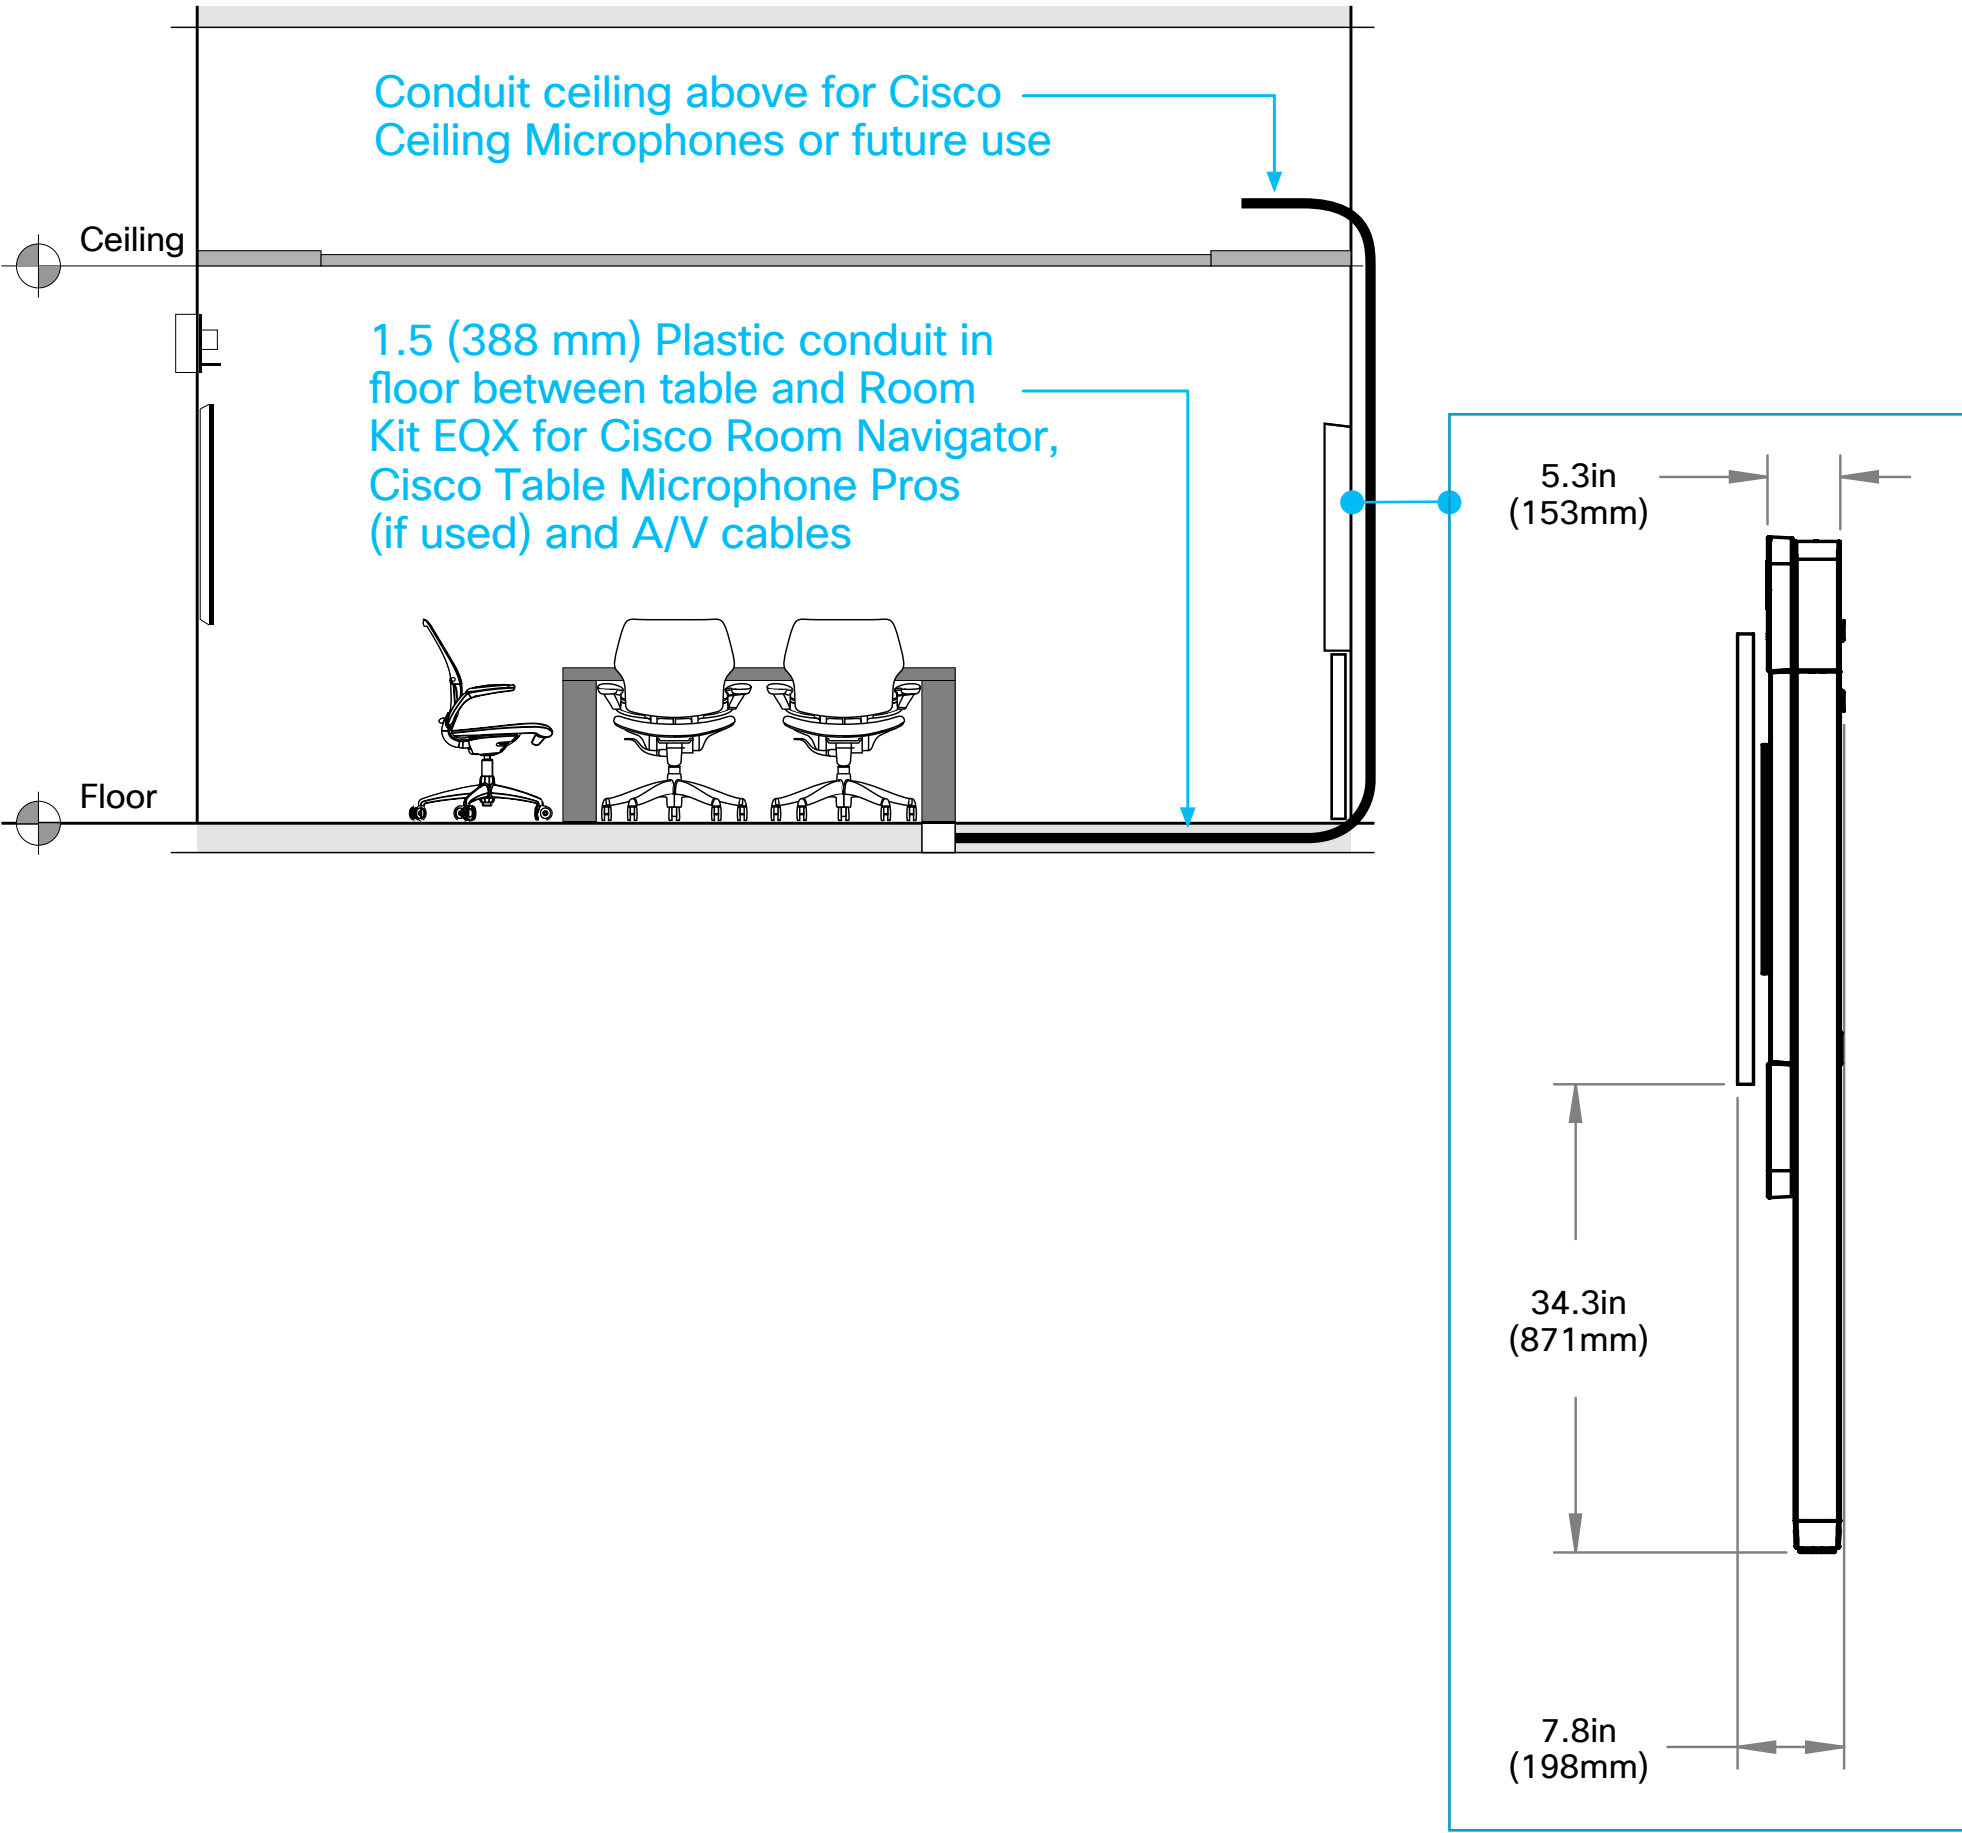 Conduit ceiling above for Cisco
Ceiling Microphones or future use
Ceiling
1.5 (388 mm) Plastic conduit in
floor between table and Room
Kit EQX for Cisco Room Navigator,
Cisco Table Microphone Pros
(if used) and A/V cables
Floor
5.3in
(153mm)
34.3in
(871mm)
7.8in
(198mm)